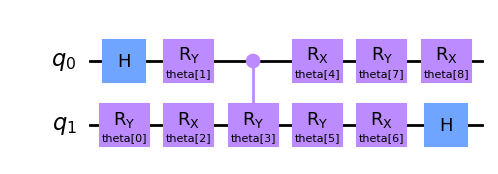 q0 H RY theta[1] RX theta[4] RY theta[7] RX theta[8]
q1 RY theta[0] RX theta[2] RY theta[3] RY theta[5] RX theta[6] H